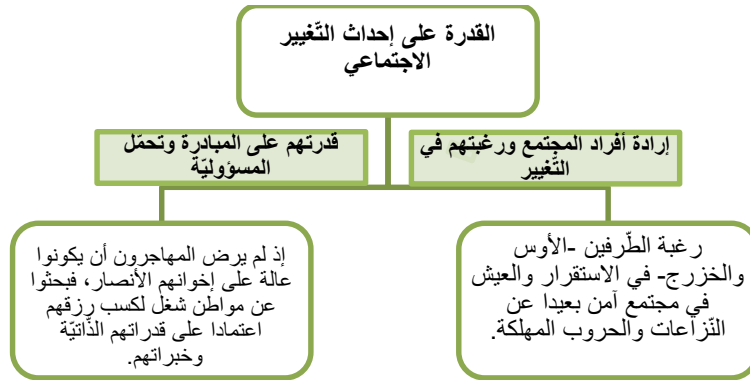 القدرة على إحداث التّغيير
الاجتماعي
إرادة أفراد المجتمع ورغبتهم في
التّغيير
قدرتهم على المبادرة وتحمّل
المسؤوليّة
رغبة الطّرفين -الأوس
والخزرج- في الاستقرار والعيش
في مجتمع آمن بعيدا عن
النّزاعات والحروب المهلكة.
إذ لم يرض المهاجرون أن يكونوا
عالة على إخوانهم الأنصار، فبحثوا
عن مواطن شغل لكسب رزقهم
اعتمادا على قدراتهم الذّاتيّة
وخبراتهم.